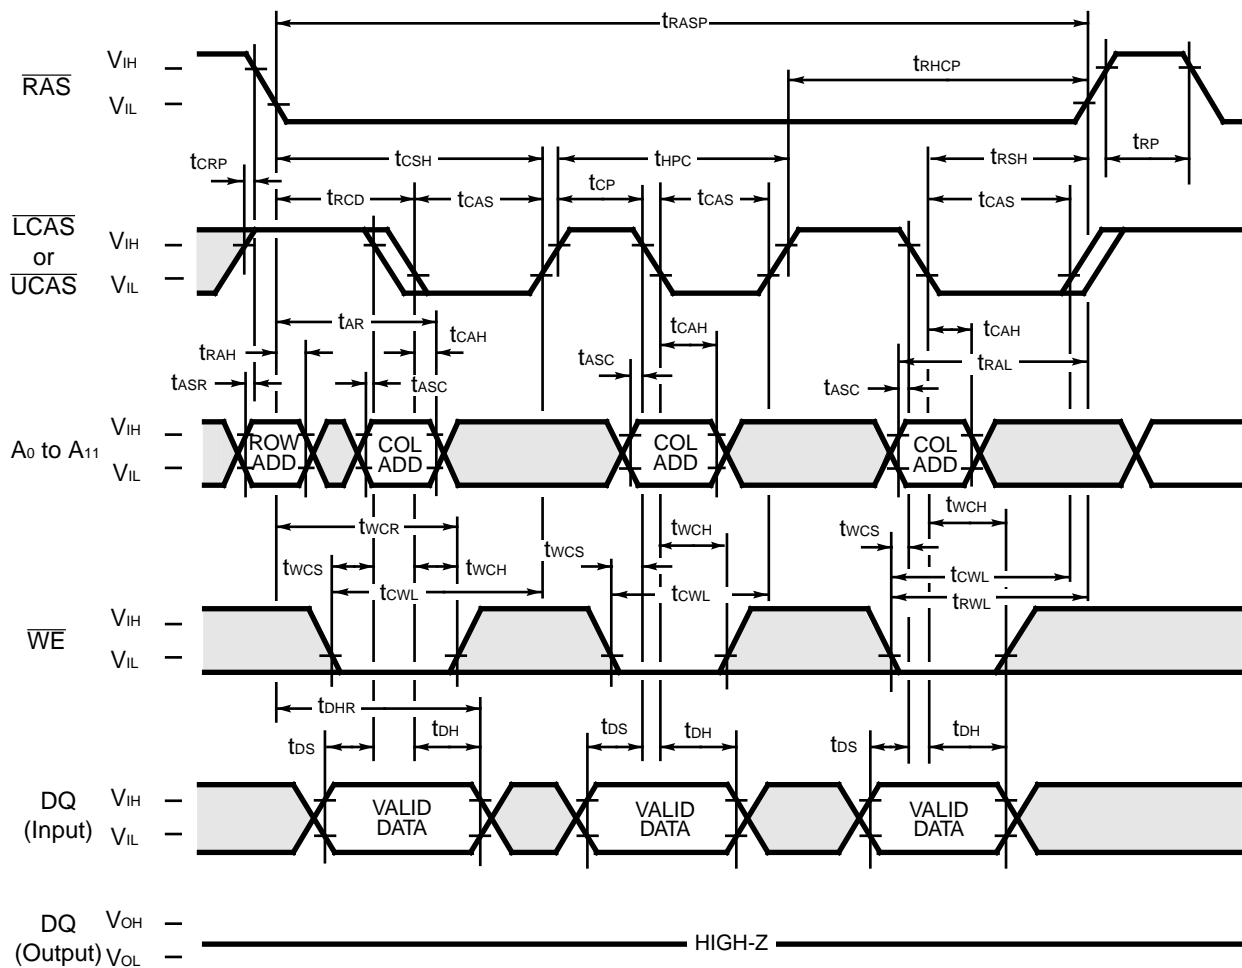 tRASP
VIH
RAS
tRHCP
VIL
tCRP
tCSH
tHPC
tRSH
tRP
tRCD
tCAS
tCP
tCAS
tCAS
LCAS
or
UCAS
VIH
VIL
tAR
tCAH
tCAH
tCAH
tRAH
tASC
tRAL
tASR
tASC
tASC
A0 to A11
VIH
VIL
ROW
ADD
COL
ADD
COL
ADD
COL
ADD
tWCR
tWCH
tWCH
tWCS
tWCS
tWCH
tWCS
tCWL
tCWL
tCWL
tRWL
WE
VIH
VIL
tDHR
tDS
tDH
tDS
tDH
tDS
tDH
DQ
(Input)
VIH
VIL
VALID
DATA
VALID
DATA
VALID
DATA
DQ
(Output)
VOH
VOL
HIGH-Z